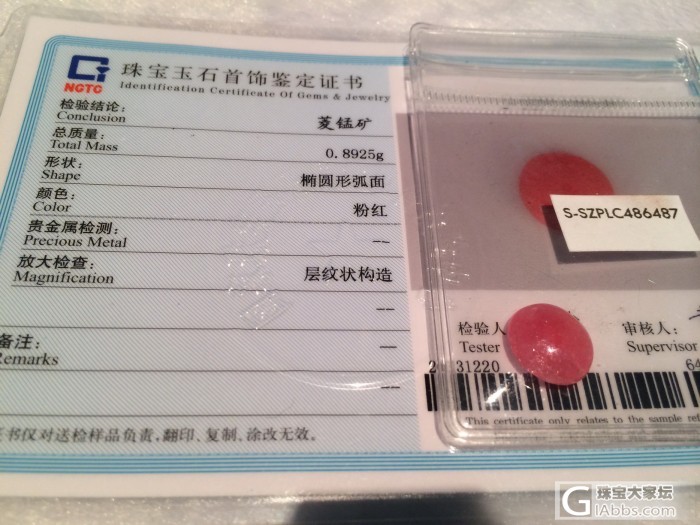 NGTC
珠宝玉石首饰鉴定证书
Identification Certificate Of Gems & Jewelry
检验结论：
Conclusion
菱锰矿
总质量：
Total Mass
0.8925g
形状：
Shape
椭圆形弧面
颜色：
Color
粉红
贵金属检测：
Precious Metal
--
放大检查：
Magnification
层纹状构造
--
备注：
Remarks
--
--
书仅对送检样品负责，翻印、复制、涂改无效。
S-SZPLC486487
检验人
Tester
审核人：
Supervisor
31220
64
This certificate only relates to the sample ref
珠宝大家坛
GIAbbs.com